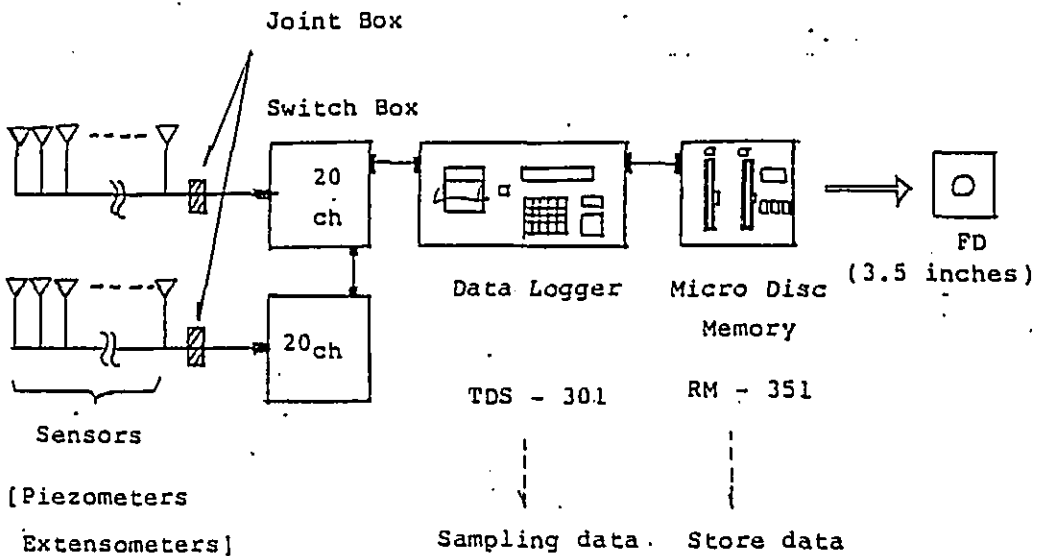 Joint Box
Switch Box
20
ch
20ch
Data Logger
Micro Disc
Memory
FD
(3.5 inches)
TDS - 301
RM - 351
Sensors
[Piezometers
Extensometers]
Sampling data.
Store data